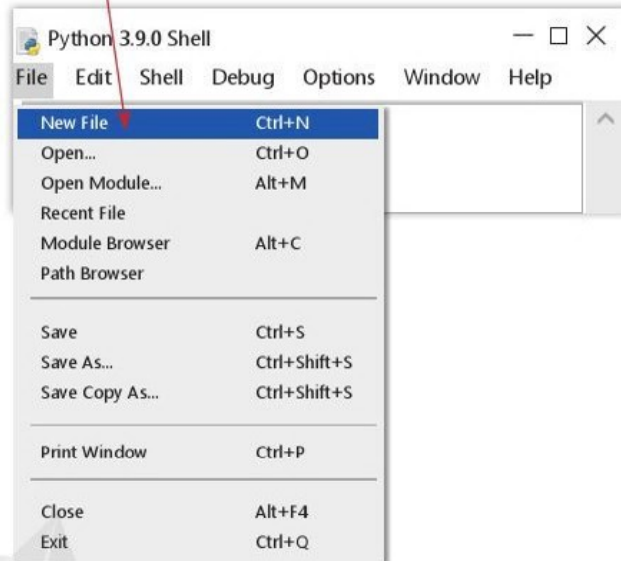 Python 3.9.0 Shell
File Edit Shell Debug Options Window Help
New File Ctrl+N
Open... Ctrl+O
Open Module... Alt+M
Recent File
Module Browser Alt+C
Path Browser
Save Ctrl+S
Save As... Ctrl+Shift+S
Save Copy As... Ctrl+Shift+S
Print Window Ctrl+P
Close Alt+F4
Exit Ctrl+Q